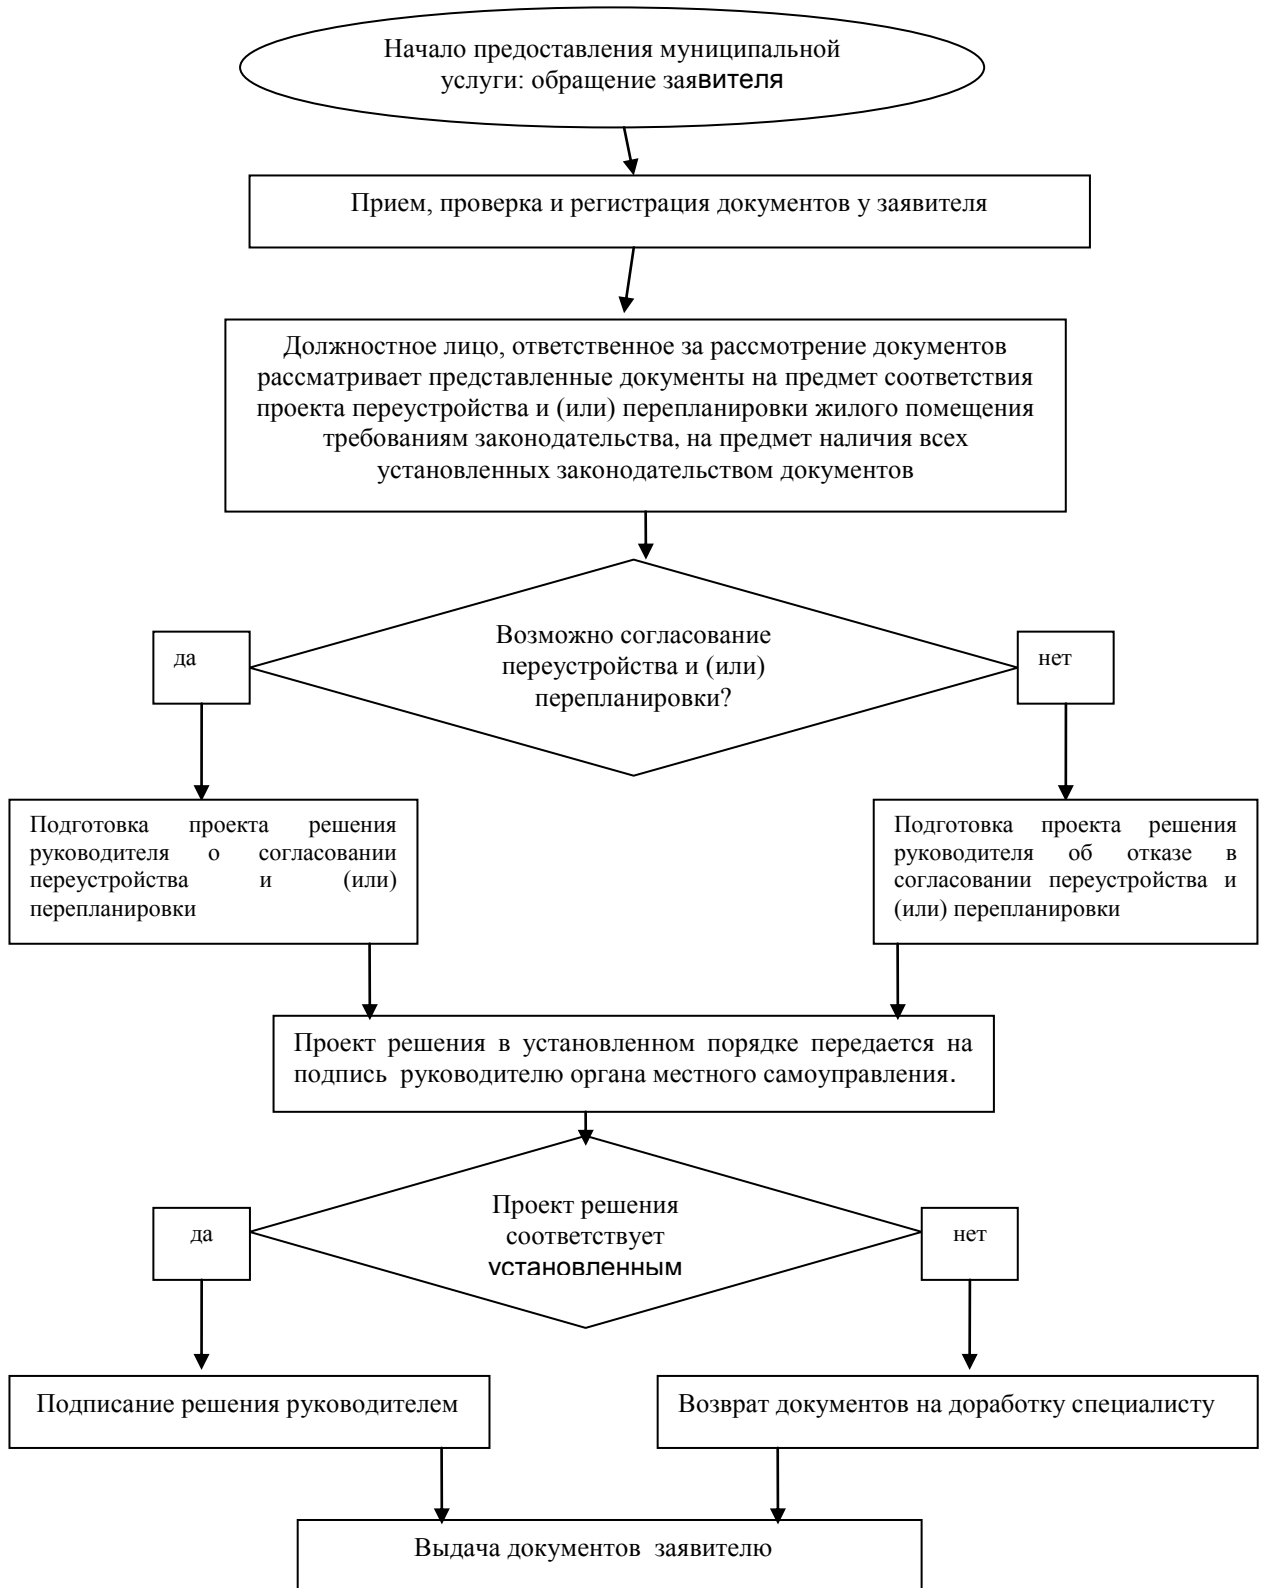 Начало предоставления муниципальной
услуги: обращение заявителя
Прием, проверка и регистрация документов у заявителя
Должностное лицо, ответственное за рассмотрение документов
рассматривает представленные документы на предмет соответствия
проекта переустройства и (или) перепланировки жилого помещения
требованиям законодательства, на предмет наличия всех
установленных законодательством документов
Возможно согласование
переустройства и (или)
перепланировки?
да
нет
Подготовка проекта решения
руководителя о согласовании
переустройства и (или)
перепланировки
Подготовка проекта решения
руководителя об отказе в
согласовании переустройства и
(или) перепланировки
Проект решения в установленном порядке передается на
подпись руководителю органа местного самоуправления.
Проект решения
соответствует
установленным
да
нет
Подписание решения руководителем
Возврат документов на доработку специалисту
Выдача документов заявителю